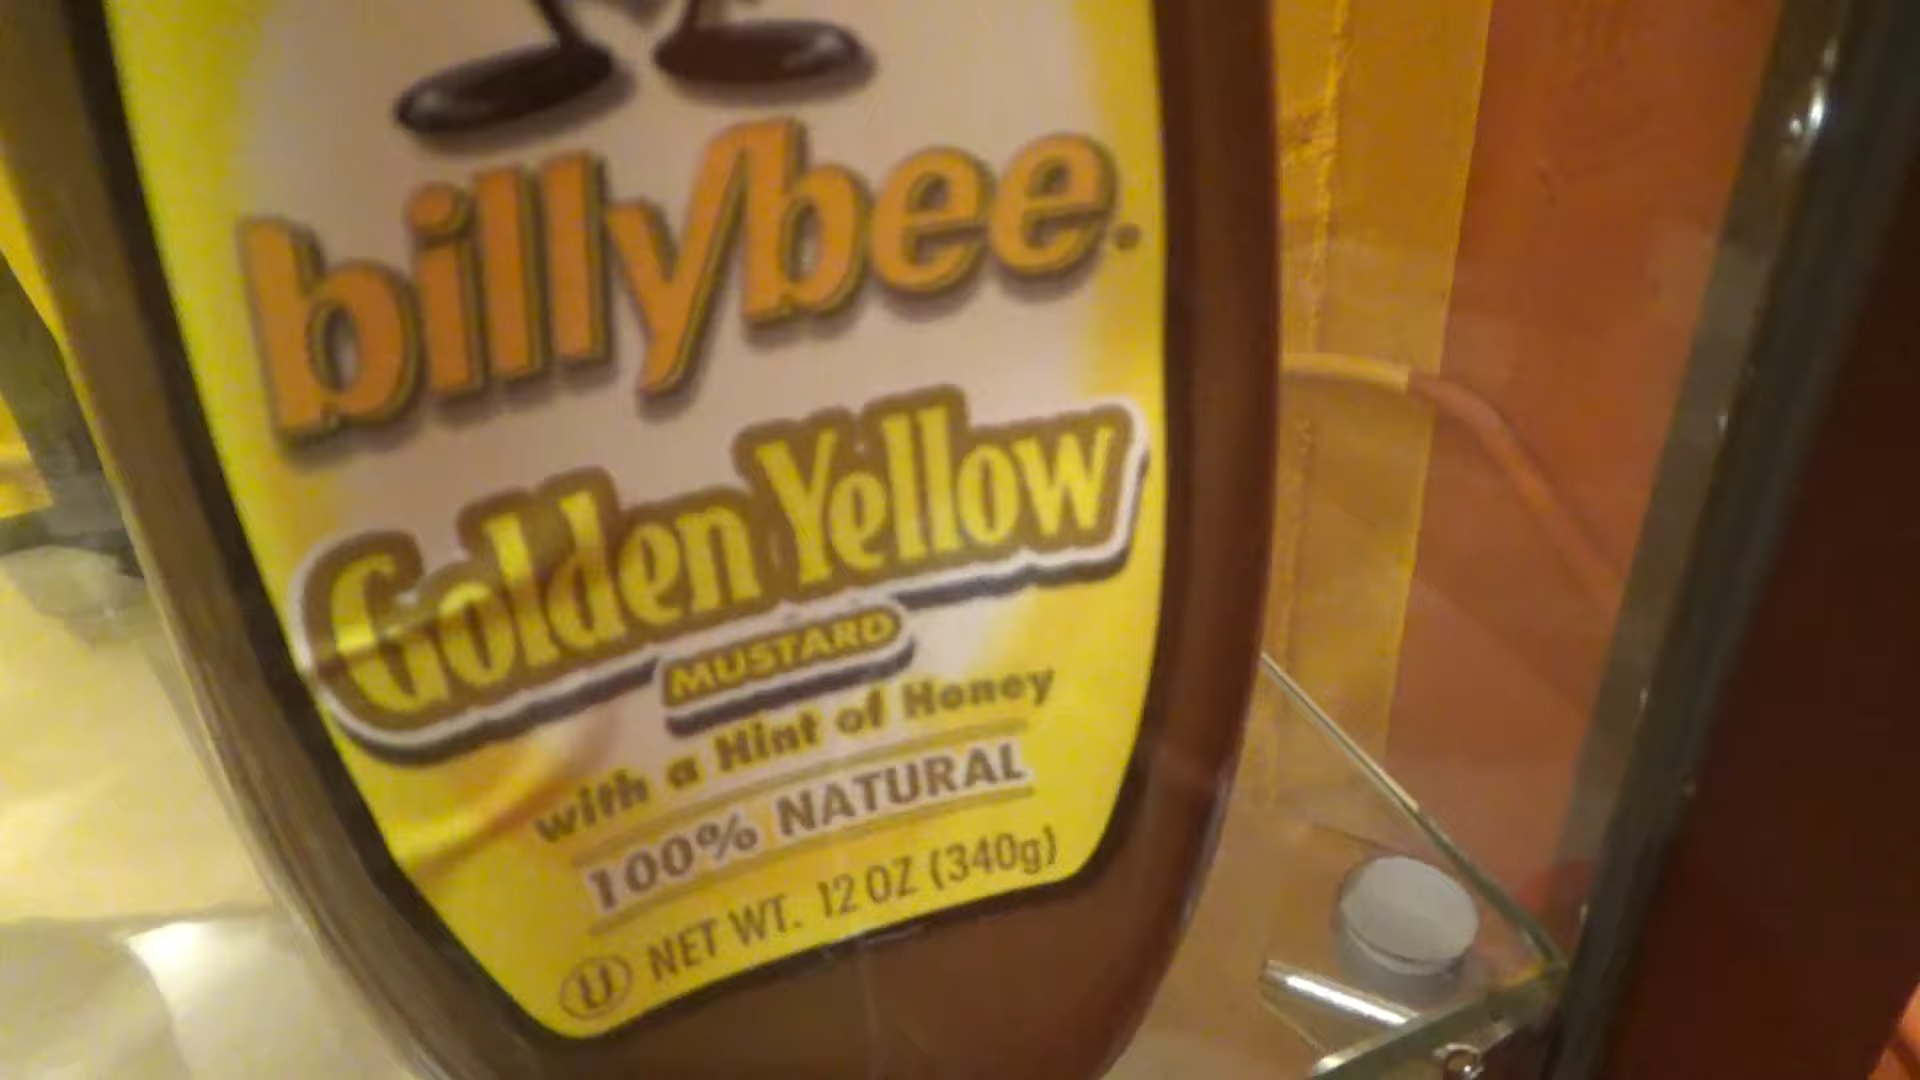 billybee.
Golden Yellow
MUSTARD
with a Hint of Honey
100% NATURAL
U NET WT. 12 OZ (340g)